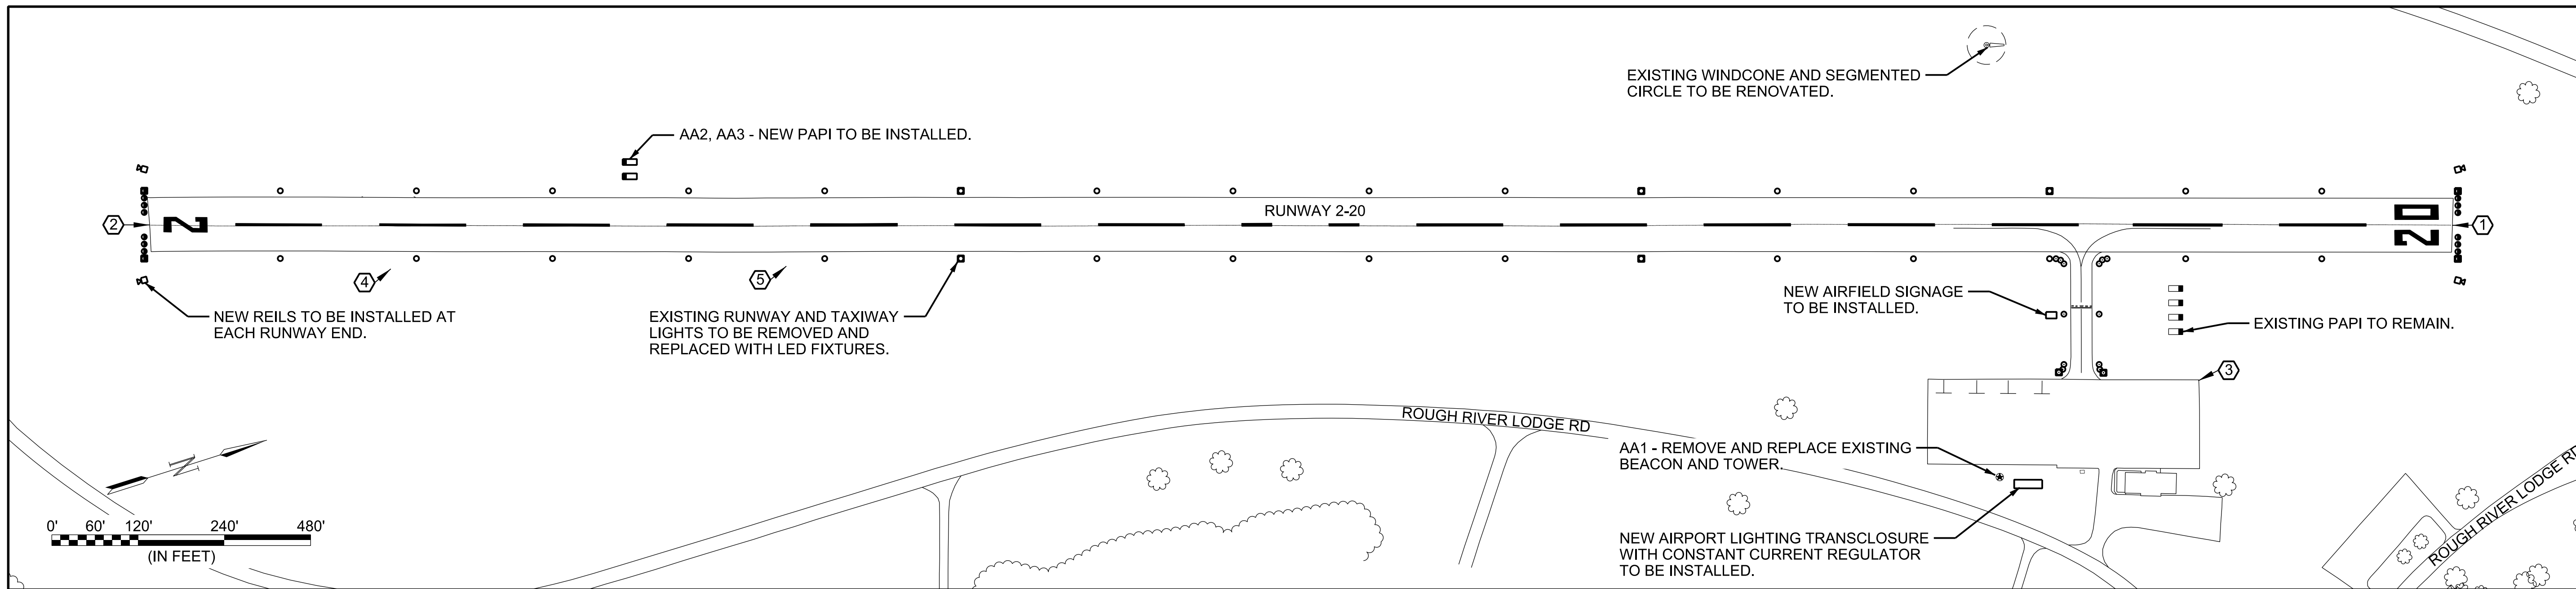 EXISTING WINDCONE AND SEGMENTED
CIRCLE TO BE RENOVATED.
AA2, AA3 - NEW PAPI TO BE INSTALLED.
RUNWAY 2-20
2
2
20
1
4
5
NEW REILS TO BE INSTALLED AT
EACH RUNWAY END.
EXISTING RUNWAY AND TAXIWAY
LIGHTS TO BE REMOVED AND
REPLACED WITH LED FIXTURES.
NEW AIRFIELD SIGNAGE
TO BE INSTALLED.
EXISTING PAPI TO REMAIN.
3
ROUGH RIVER LODGE RD
AA1 - REMOVE AND REPLACE EXISTING
BEACON AND TOWER.
NEW AIRPORT LIGHTING TRANSCLOSURE
WITH CONSTANT CURRENT REGULATOR
TO BE INSTALLED.
ROUGH RIVER LODGE RD
N
0' 60' 120' 240' 480'
(IN FEET)